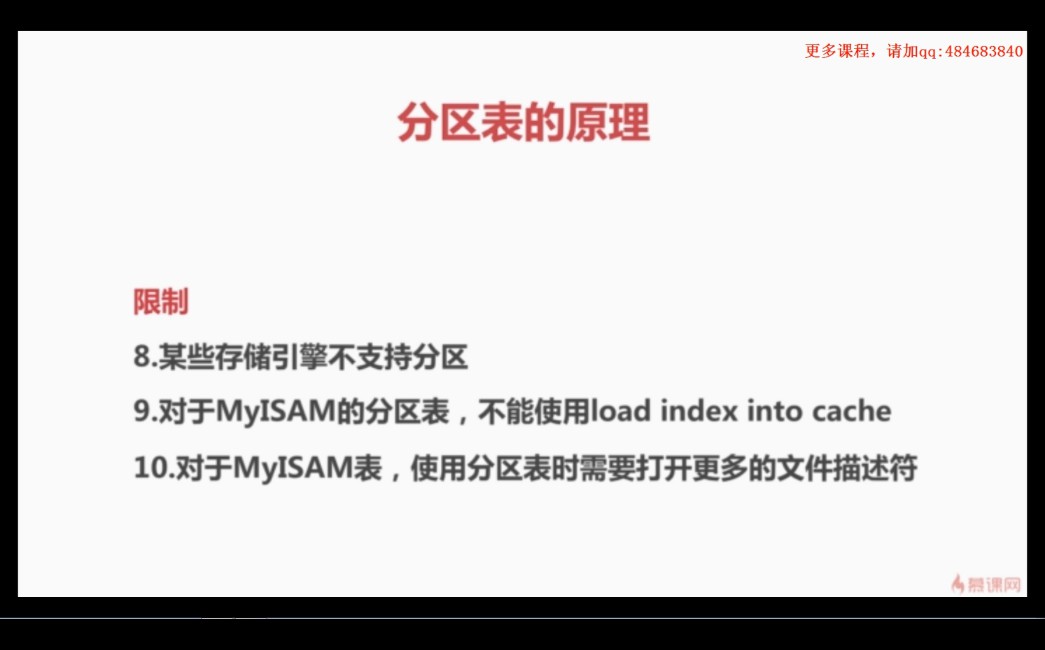 更多课程，请加qq:484683840
分区表的原理
限制
8.某些存储引擎不支持分区
9.对于MyISAM的分区表，不能使用load index into cache
10.对于MyISAM表，使用分区表时需要打开更多的文件描述符
慕课网